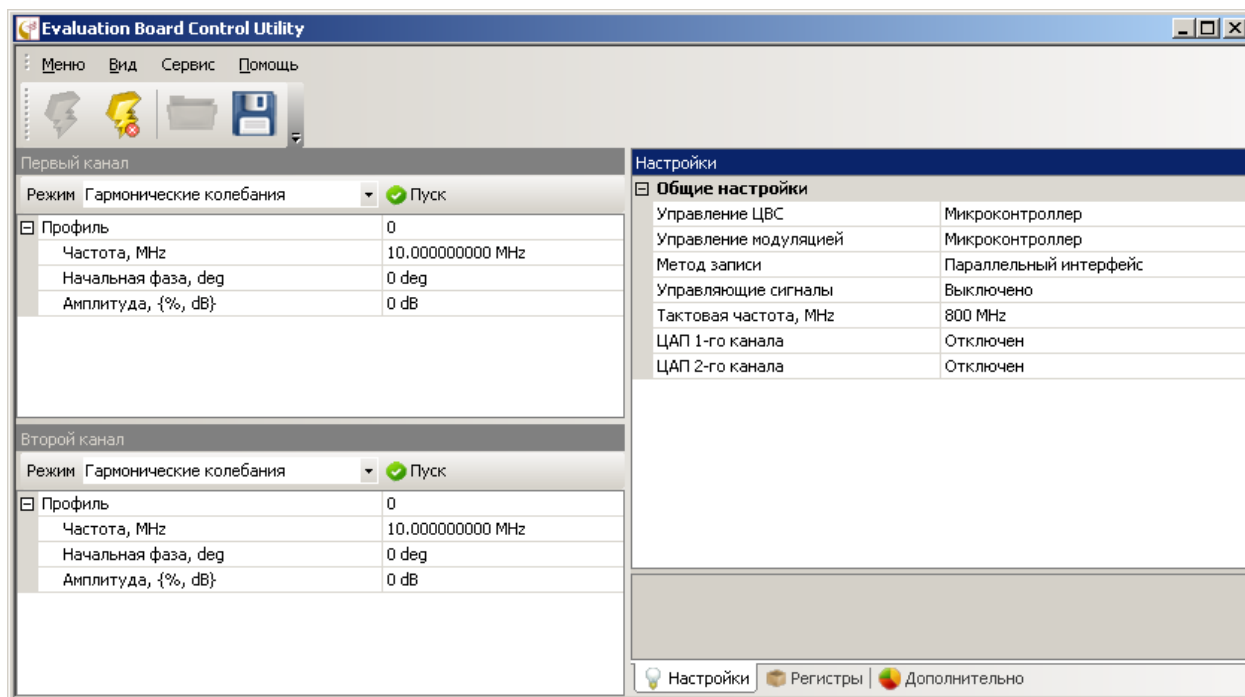 Evaluation Board Control Utility
Меню Вид Сервис Помощь
Первый канал
Режим Гармонические колебания Пуск
Профиль 0
Частота, MHz 10.000000000 MHz
Начальная фаза, deg 0 deg
Амплитуда, {%, dB} 0 dB
Второй канал
Режим Гармонические колебания Пуск
Профиль 0
Частота, MHz 10.000000000 MHz
Начальная фаза, deg 0 deg
Амплитуда, {%, dB} 0 dB
Настройки
Общие настройки
Управление ЦВС Микроконтроллер
Управление модуляцией Микроконтроллер
Метод записи Параллельный интерфейс
Управляющие сигналы Выключено
Тактовая частота, MHz 800 MHz
ЦАП 1-го канала Отключен
ЦАП 2-го канала Отключен
Настройки Регистры Дополнительно